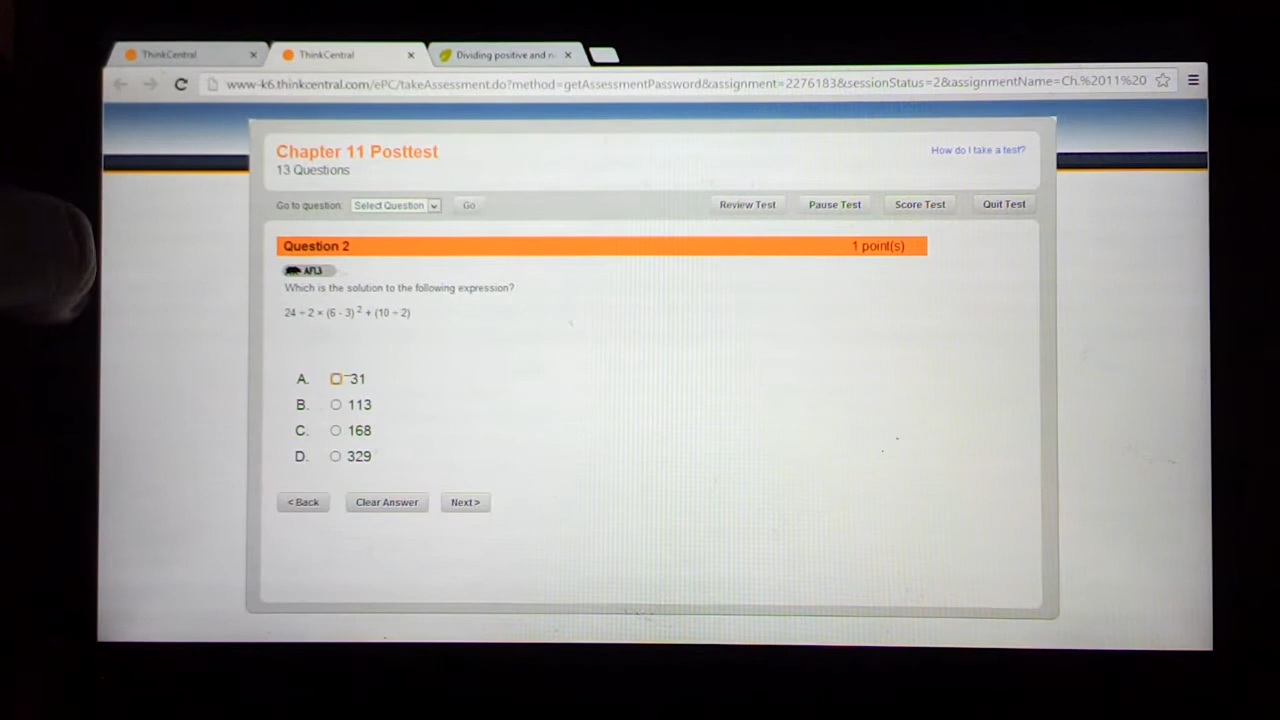 ThinkCentral
ThinkCentral
Dividing positive and n
www-k6.thinkcentral.com/ePC/takeAssessment.do?method=getAssessmentPassword&assignment=2276183&sessionStatus=2&assignmentName=Ch.%2011%20
Chapter 11 Posttest
How do I take a test?
13 Questions
Go to question: Select Question Go Review Test Pause Test Score Test Quit Test
Question 2 1 point(s)
AF1.3
Which is the solution to the following expression?
24 ÷ 2 × (6 - 3)² + (10 ÷ 2)
A. ⁻31
B. 113
C. 168
D. 329
< Back Clear Answer Next >